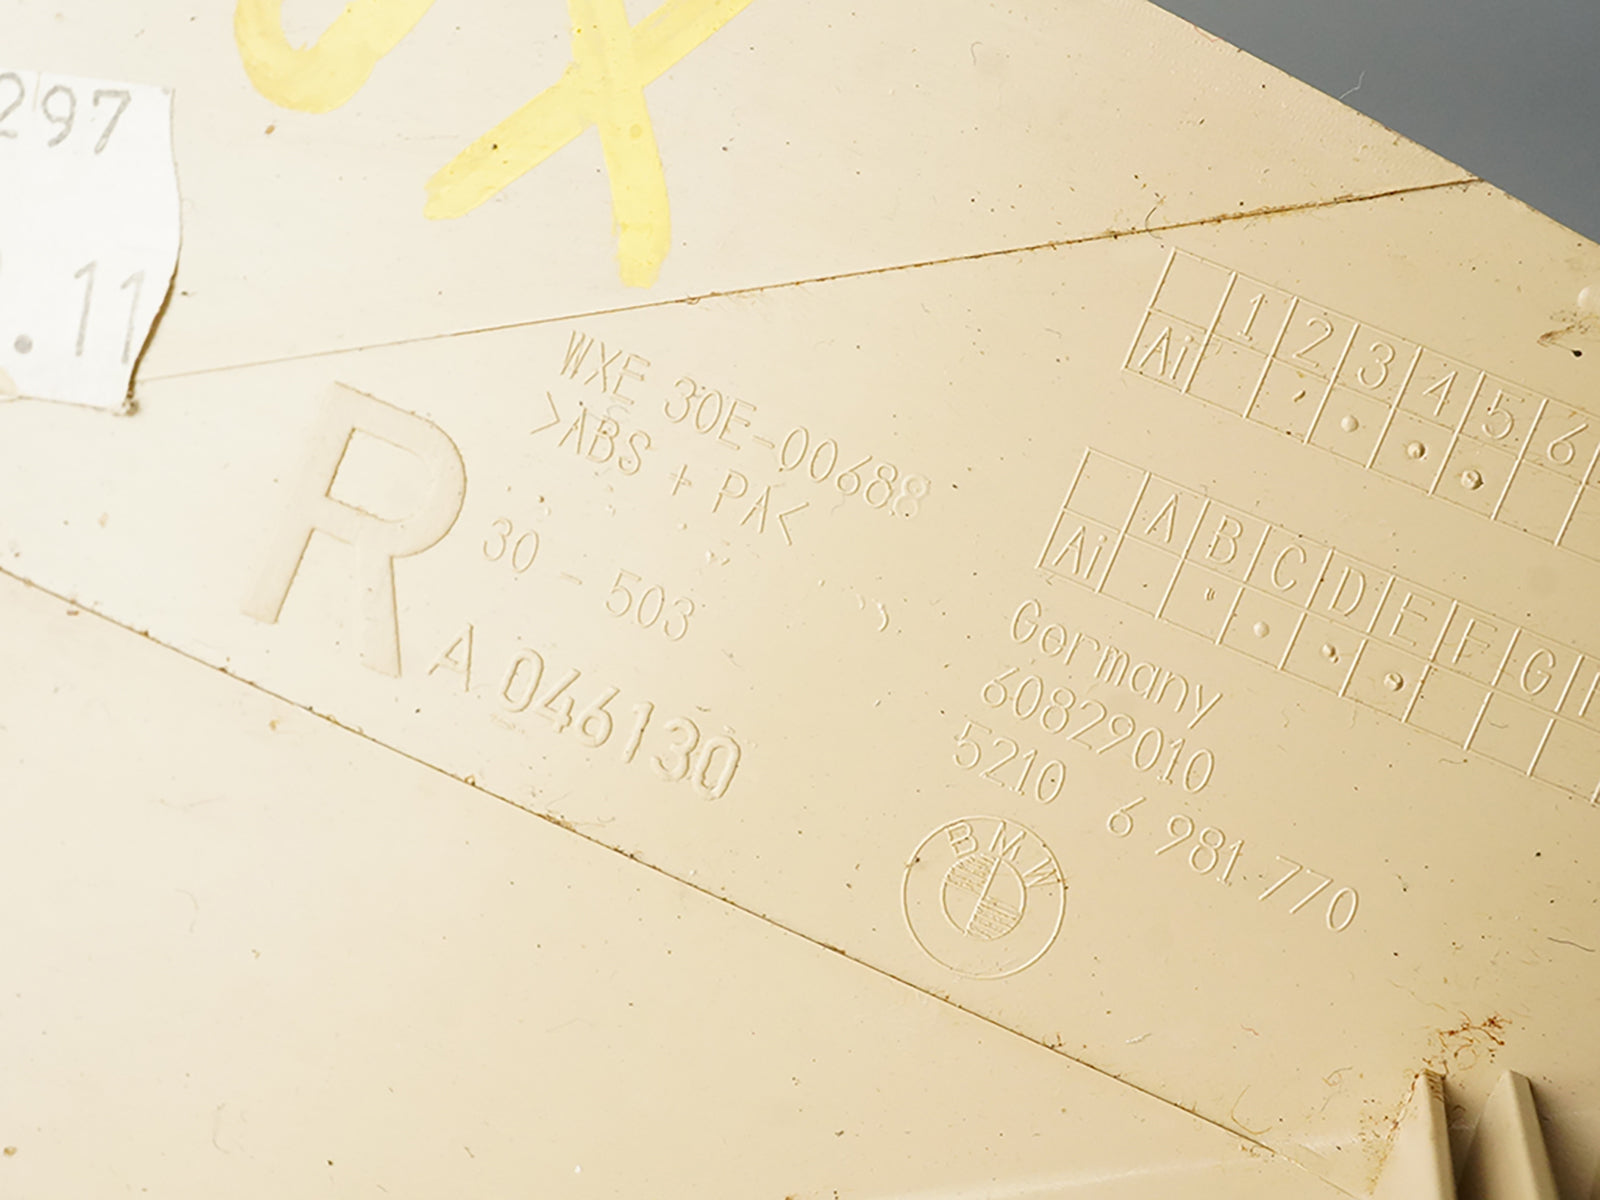 297
.11
X
1 2 3 4 5 6
Ai
WXE 30E-00688
>ABS + PA<
R
30 - 503
A 046130
A B C D E F G
Ai
Germany
60829010
5210 6 981 770
BMW